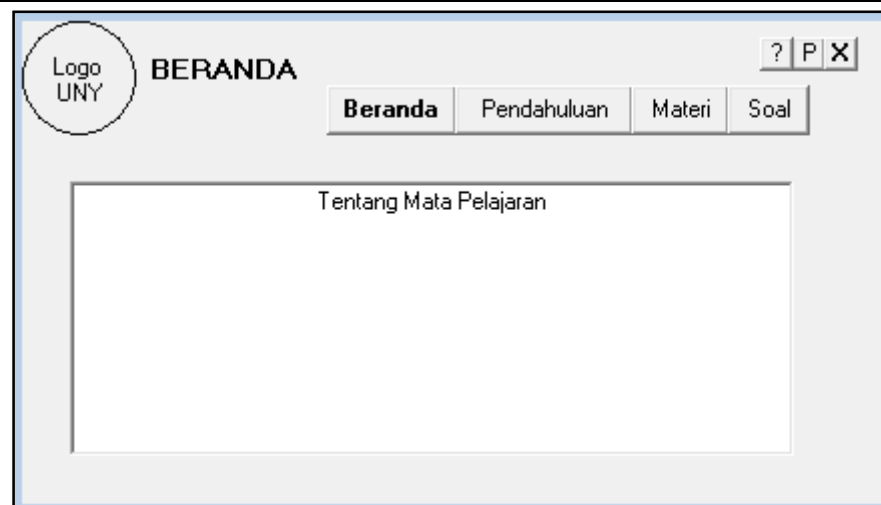 Logo
UNY
BERANDA
? P X
Beranda Pendahuluan Materi Soal
Tentang Mata Pelajaran